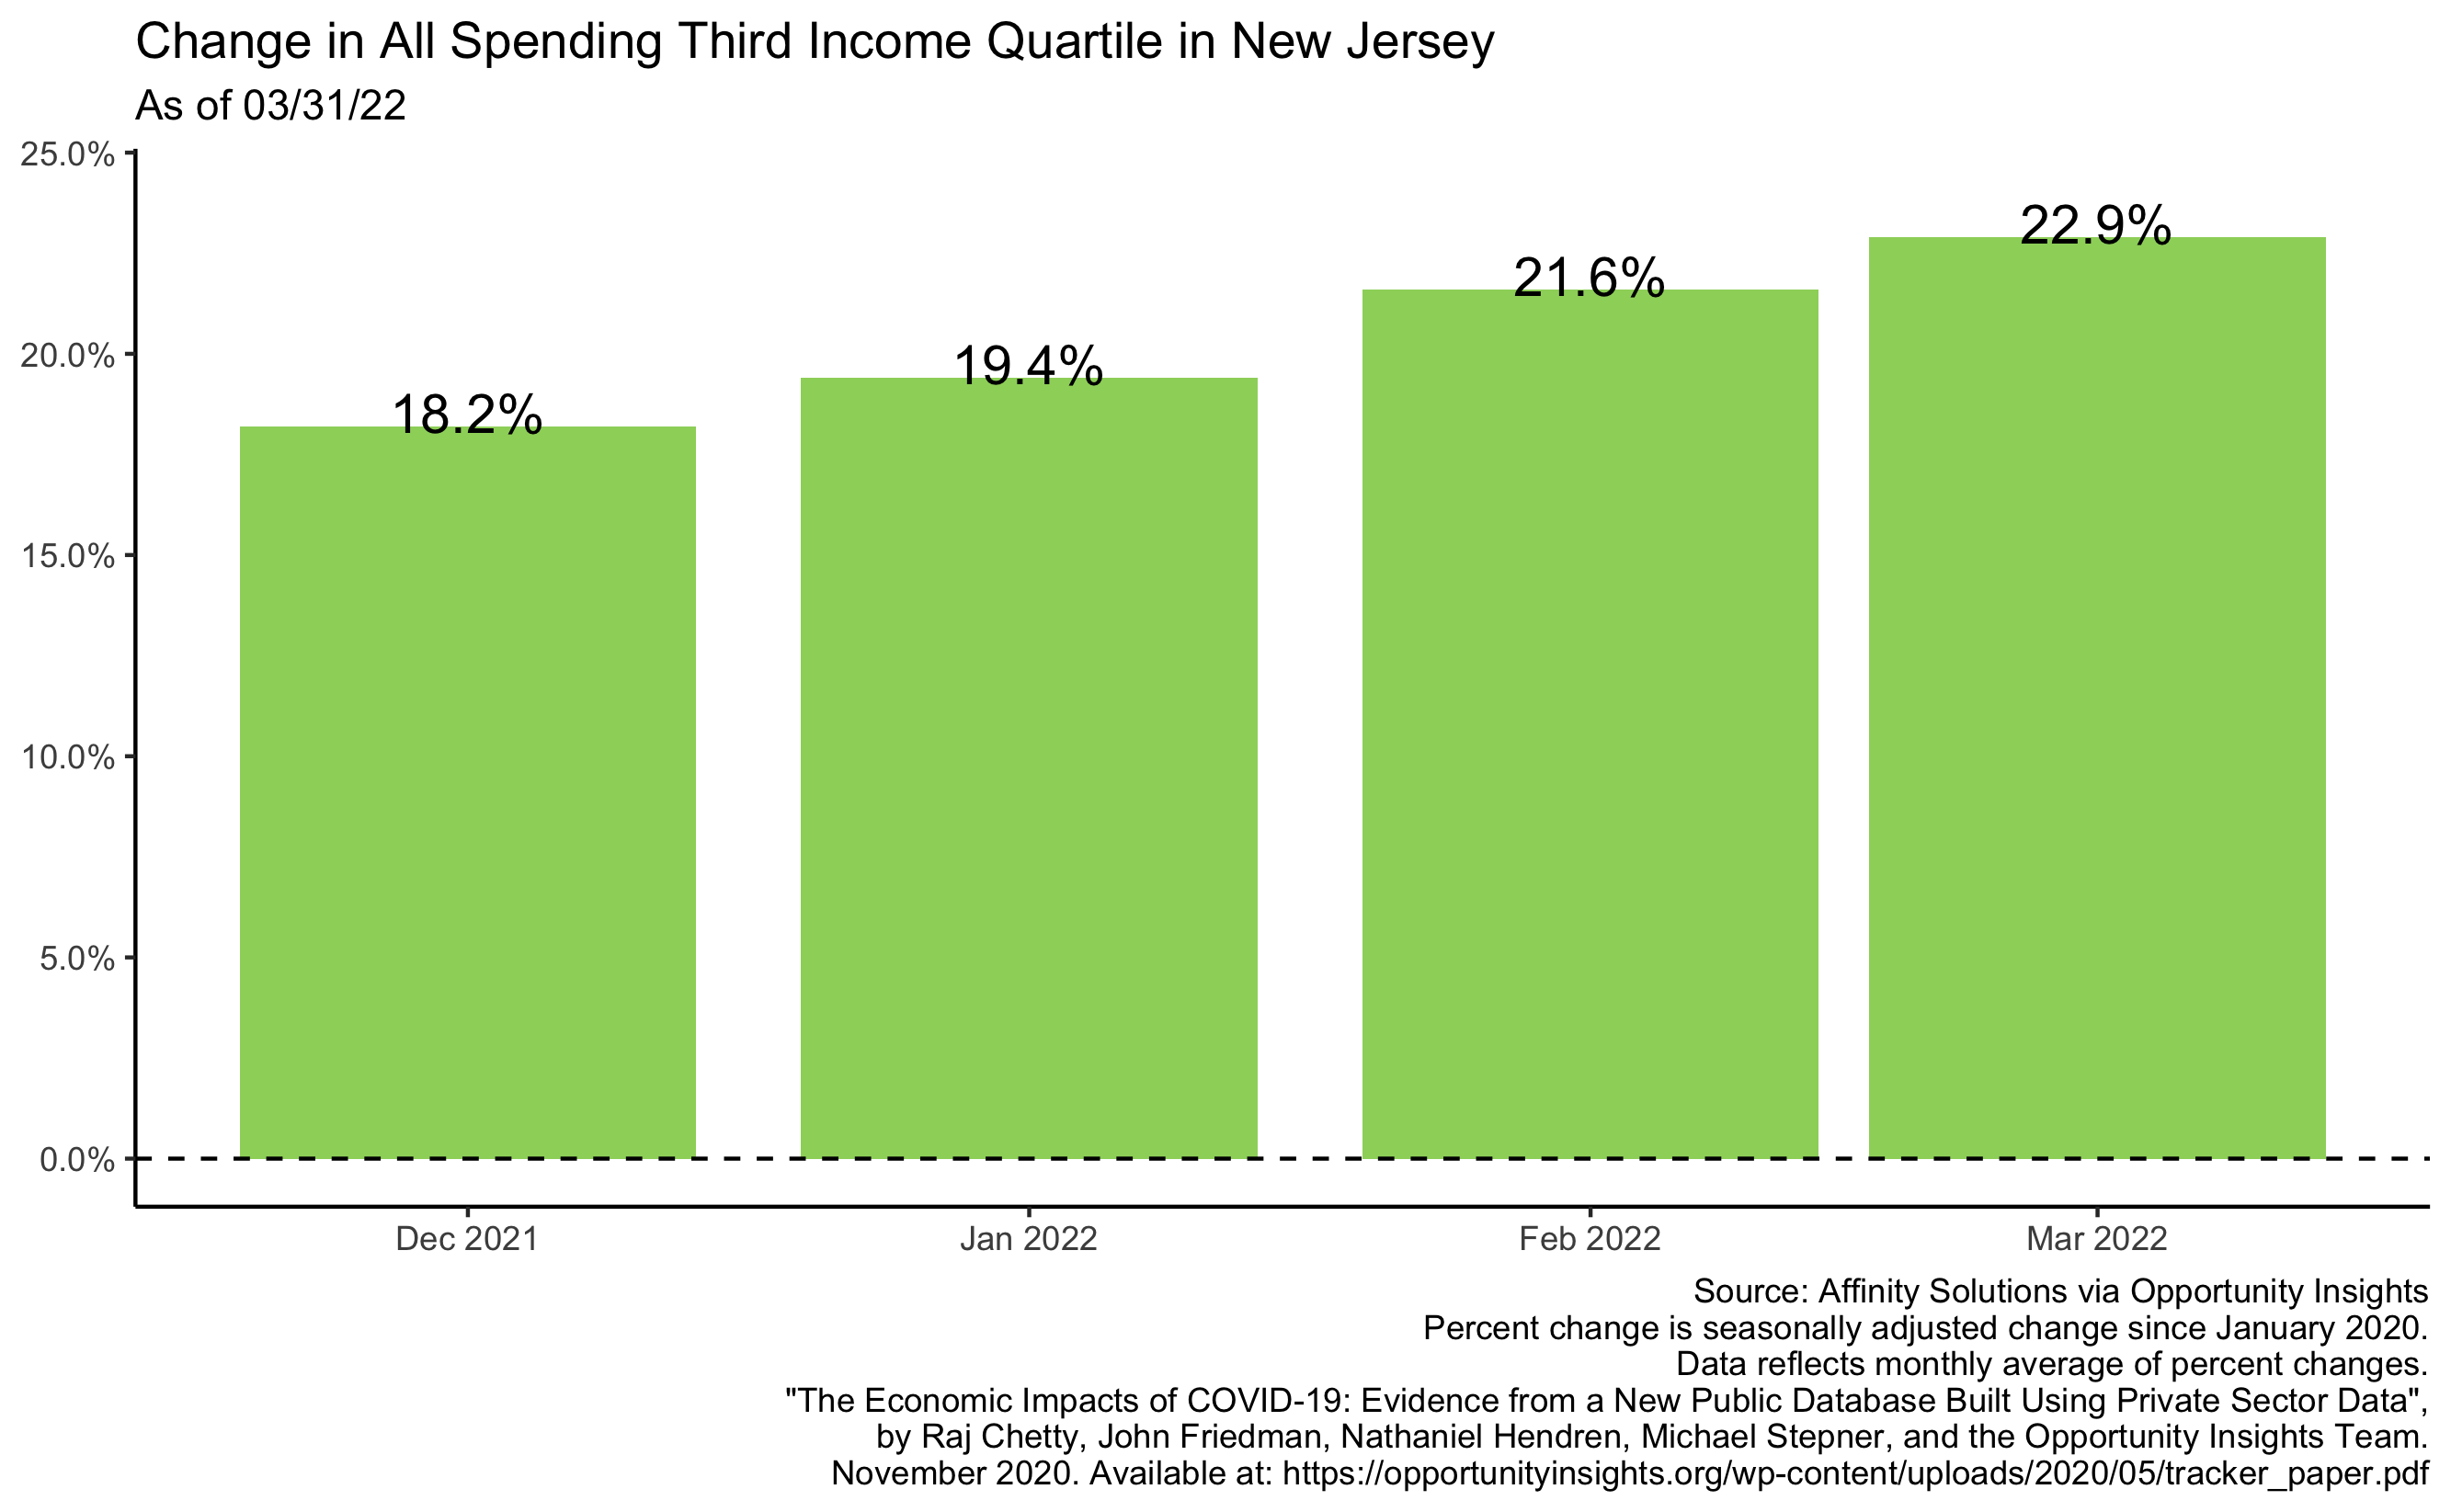 Change in All Spending Third Income Quartile in New Jersey
As of 03/31/22
25.0%
20.0%
15.0%
10.0%
5.0%
0.0%
18.2%
19.4%
21.6%
22.9%
Dec 2021
Jan 2022
Feb 2022
Mar 2022
Source: Affinity Solutions via Opportunity Insights
Percent change is seasonally adjusted change since January 2020.
Data reflects monthly average of percent changes.
"The Economic Impacts of COVID-19: Evidence from a New Public Database Built Using Private Sector Data",
by Raj Chetty, John Friedman, Nathaniel Hendren, Michael Stepner, and the Opportunity Insights Team.
November 2020. Available at: https://opportunityinsights.org/wp-content/uploads/2020/05/tracker_paper.pdf